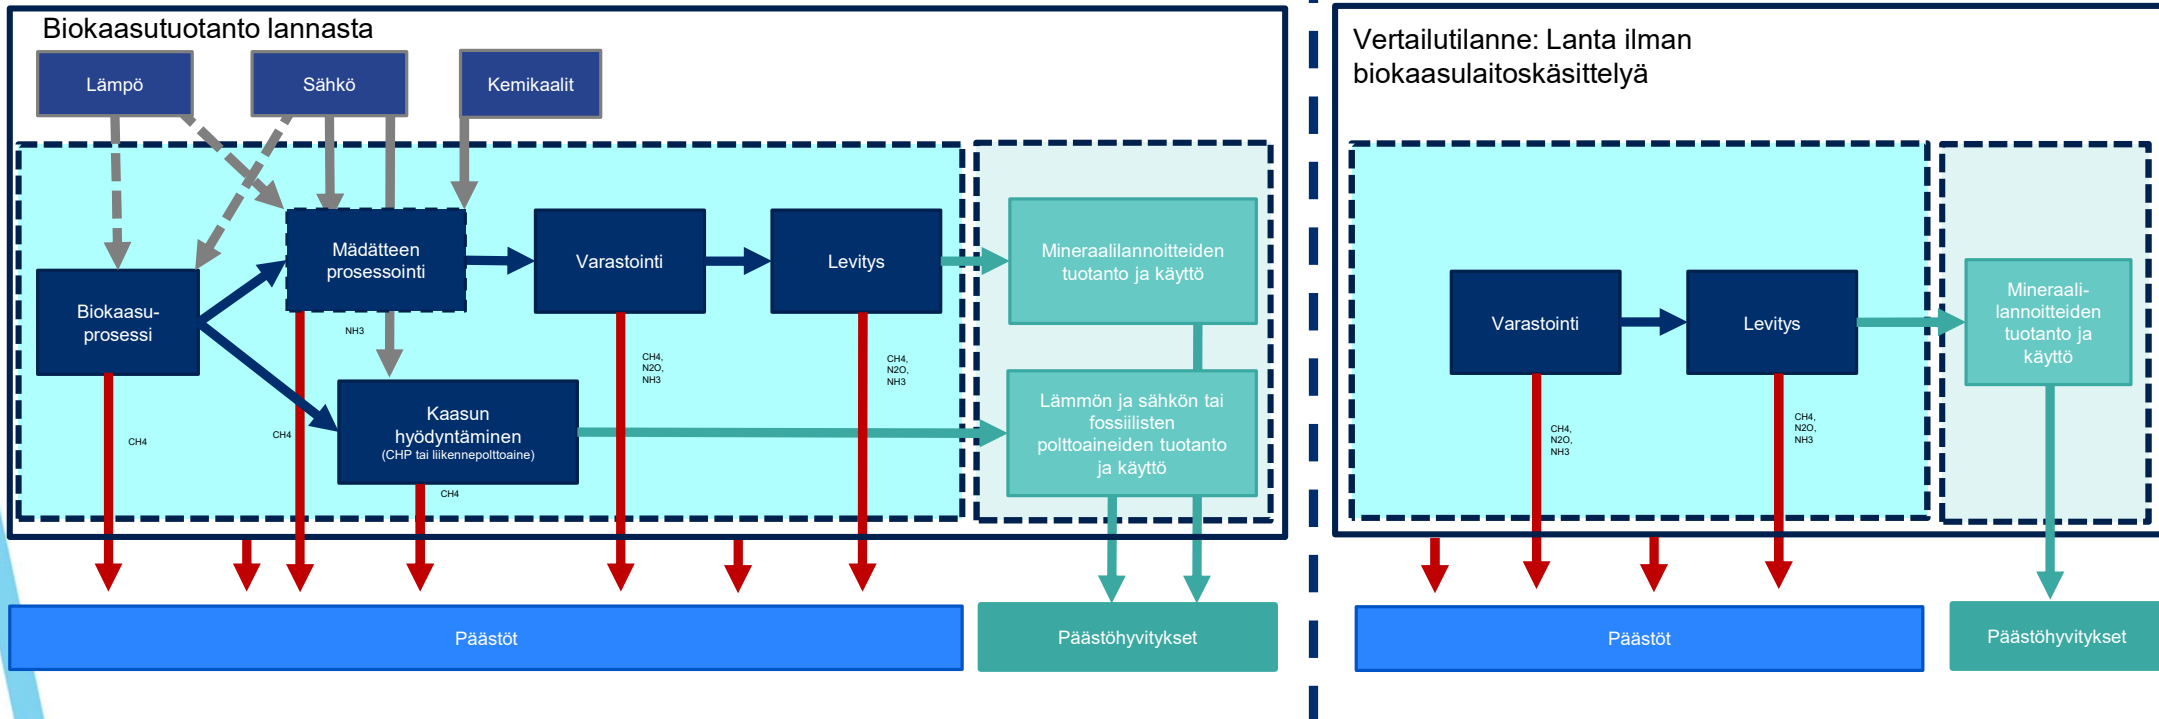 Biokaasutuotanto lannasta
Lämpö
Sähkö
Kemikaalit
Mädätteen
prosessointi
Varastointi
Levitys
Mineraalilannoitteiden
tuotanto ja käyttö
Biokaasu-
prosessi
NH3
CH4,
N2O,
NH3
CH4,
N2O,
NH3
Kaasun
hyödyntäminen
(CHP tai liikennepolttoaine)
Lämmön ja sähkön tai
fossiilisten
polttoaineiden tuotanto
ja käyttö
CH4
CH4
CH4
Päästöt
Päästöhyvitykset
Vertailutilanne: Lanta ilman
biokaasulaitoskäsittelyä
Varastointi
Levitys
Mineraali-
lannoitteiden
tuotanto ja
käyttö
CH4,
N2O,
NH3
CH4,
N2O,
NH3
Päästöt
Päästöhyvitykset